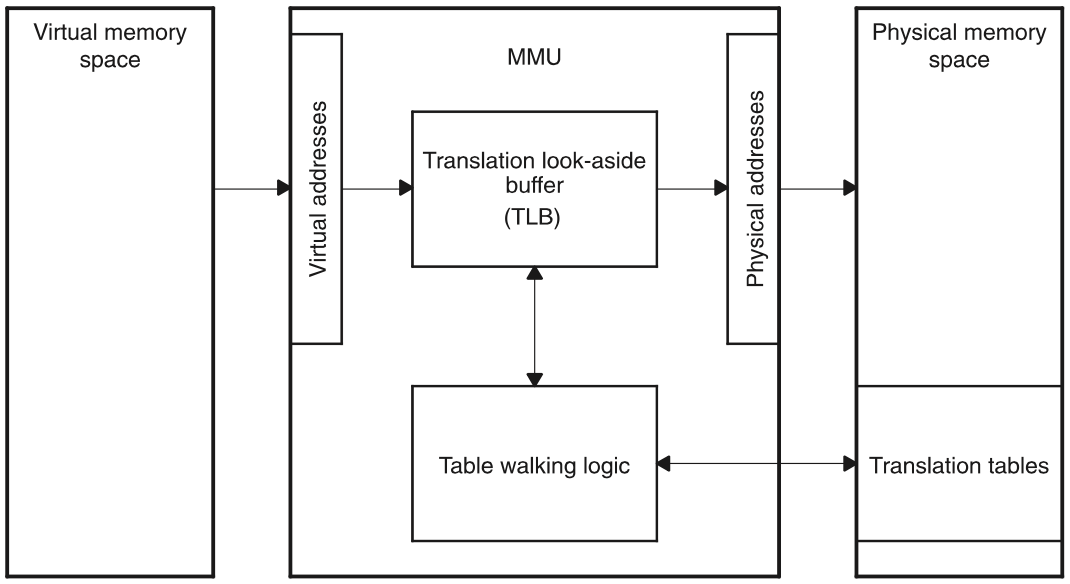 Virtual memory
space
MMU
Physical memory
space
Virtual addresses
Translation look-aside
buffer
(TLB)
Physical addresses
Table walking logic
Translation tables